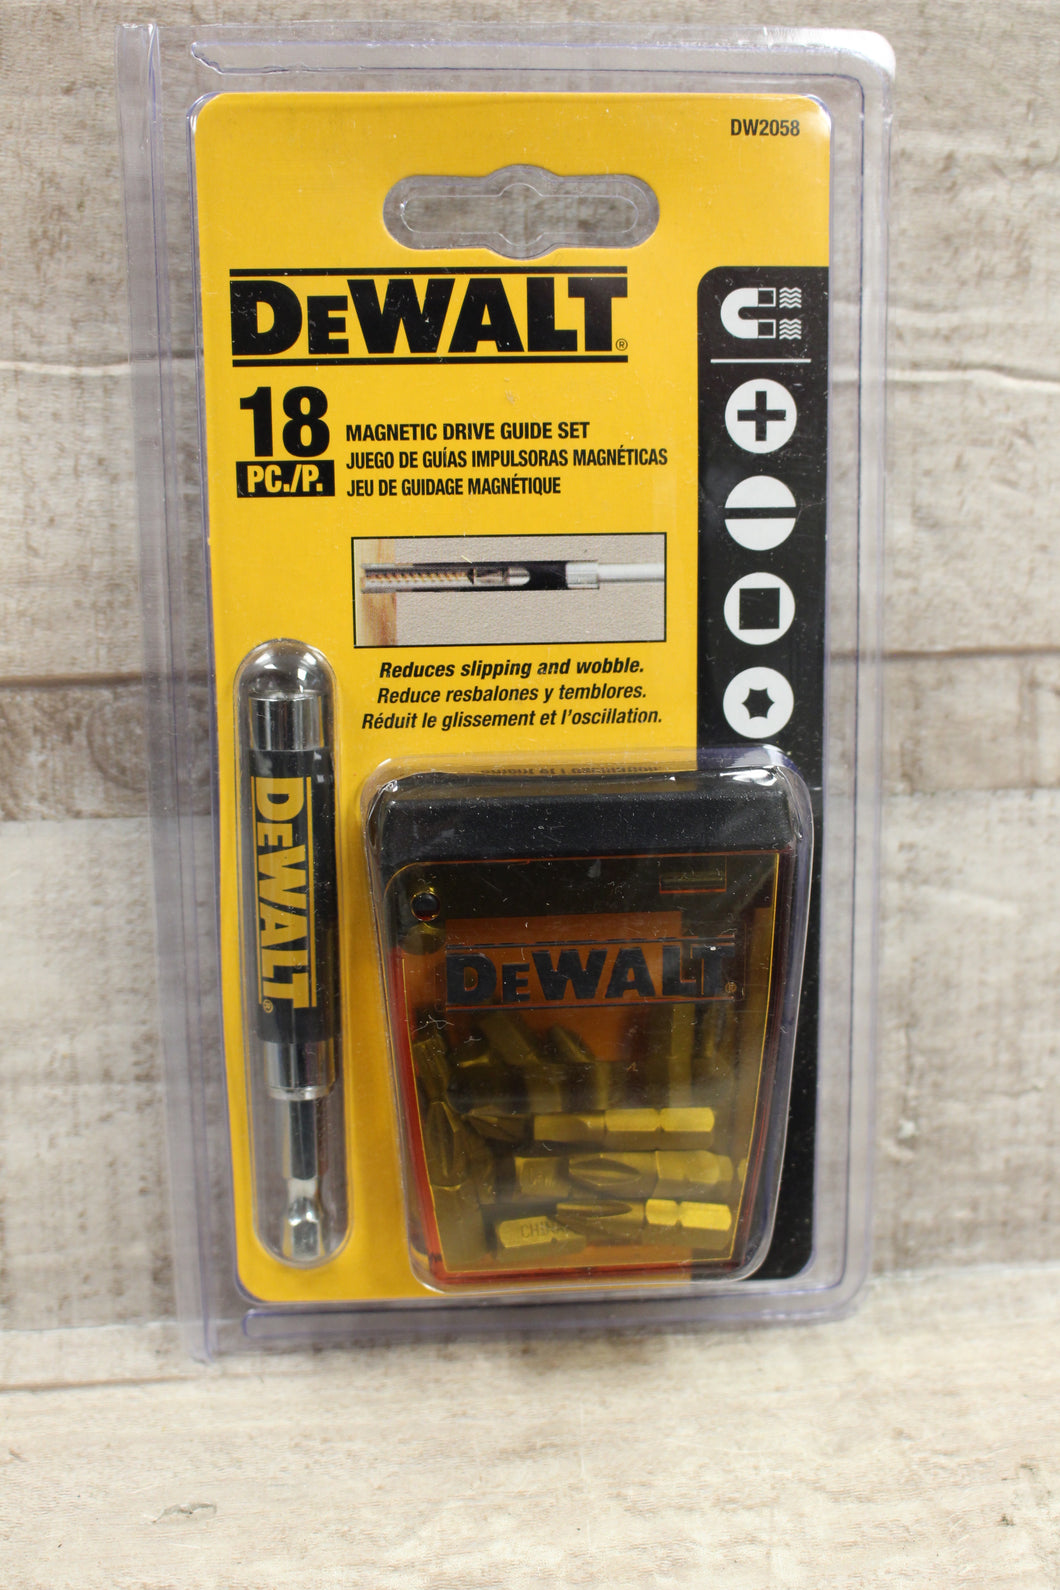 DW2058
DEWALT®
18
PC./P.
MAGNETIC DRIVE GUIDE SET
JUEGO DE GUÍAS IMPULSORAS MAGNÉTICAS
JEU DE GUIDAGE MAGNÉTIQUE
Reduces slipping and wobble.
Reduce resbalones y temblores.
Réduit le glissement et l'oscillation.
DEWALT®
DEWALT®